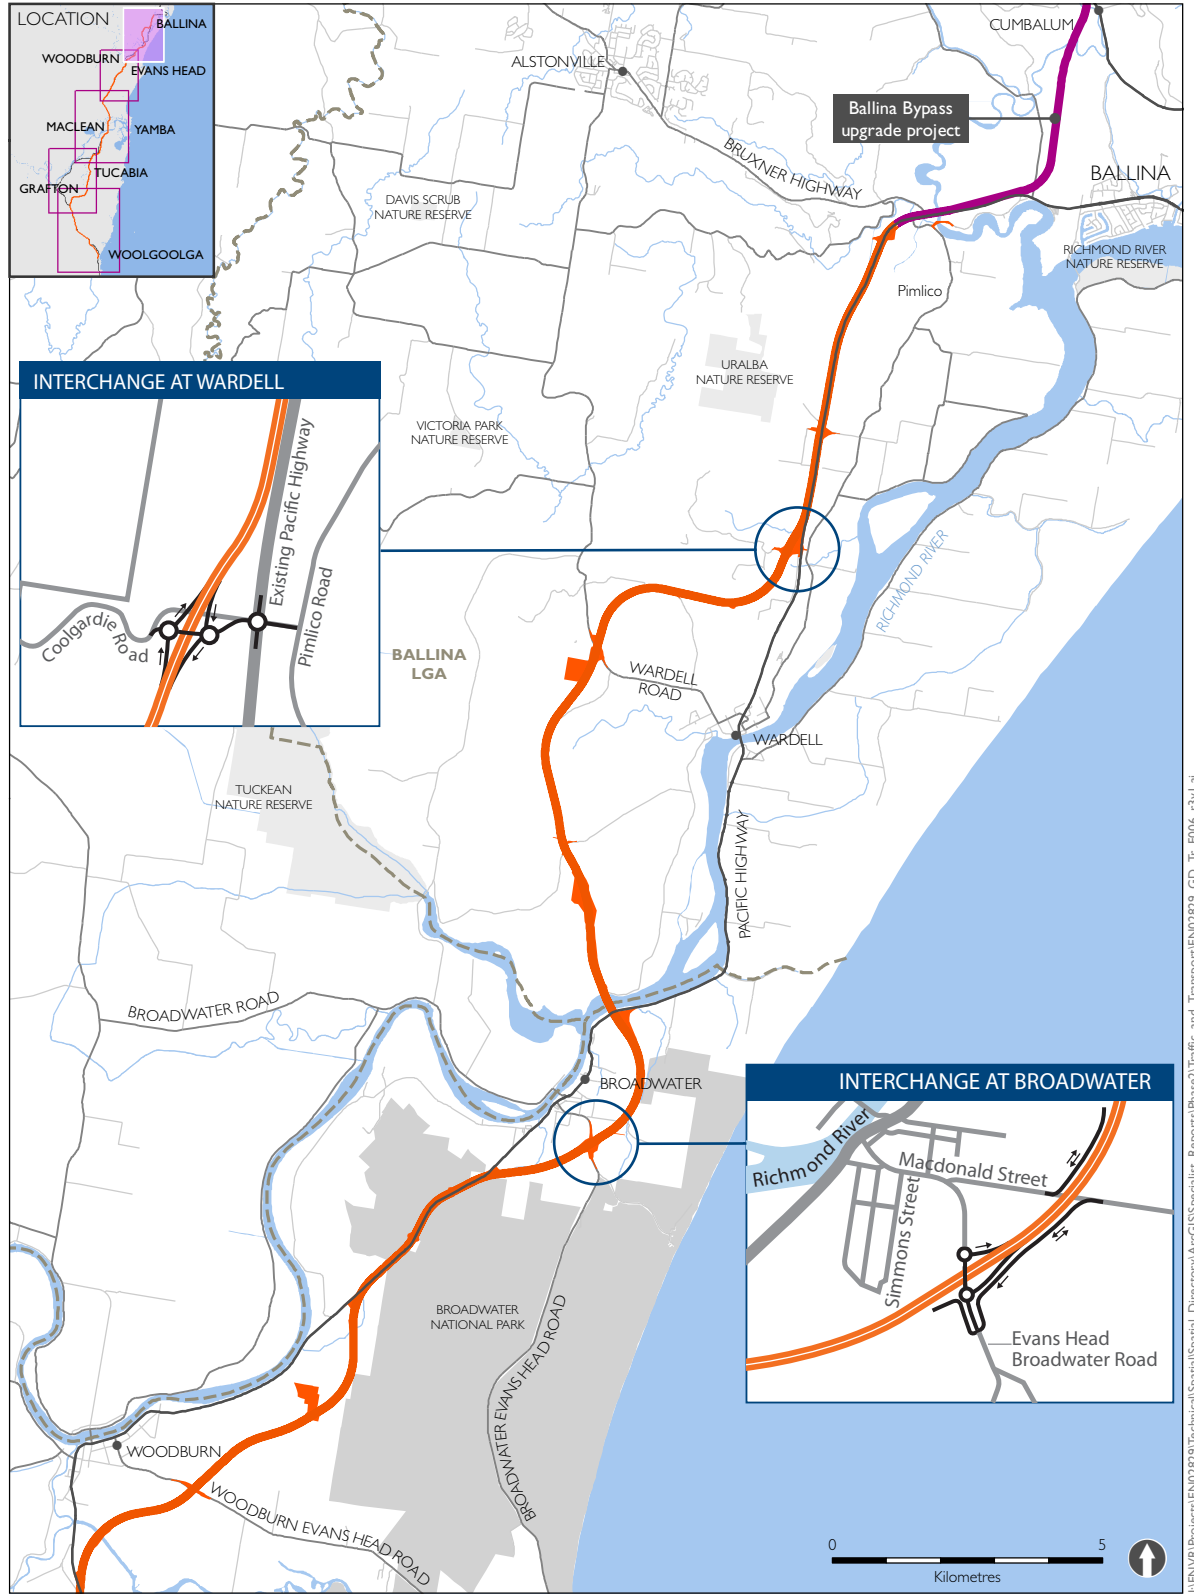 LOCATION
BALLINA
WOODBURN
EVANS HEAD
MACLEAN
YAMBA
TUCABIA
GRAFTON
WOOLGOOLGA
CUMBALUM
ALSTONVILLE
Ballina Bypass
upgrade project
BRUXNER HIGHWAY
BALLINA
DAVIS SCRUB
NATURE RESERVE
RICHMOND RIVER
NATURE RESERVE
Pimlico
URALBA
NATURE RESERVE
INTERCHANGE AT WARDELL
Existing Pacific Highway
Pimlico Road
Coolgardie Road
VICTORIA PARK
NATURE RESERVE
RICHMOND RIVER
BALLINA
LGA
WARDELL
ROAD
WARDELL
TUCKEAN
NATURE RESERVE
PACIFIC HIGHWAY
BROADWATER ROAD
BROADWATER
INTERCHANGE AT BROADWATER
Richmond River
Macdonald Street
Simmons Street
Evans Head
Broadwater Road
BROADWATER
NATIONAL PARK
BROADWATER EVANS HEAD ROAD
WOODBURN
WOODBURN EVANS HEAD ROAD
0 5
Kilometres